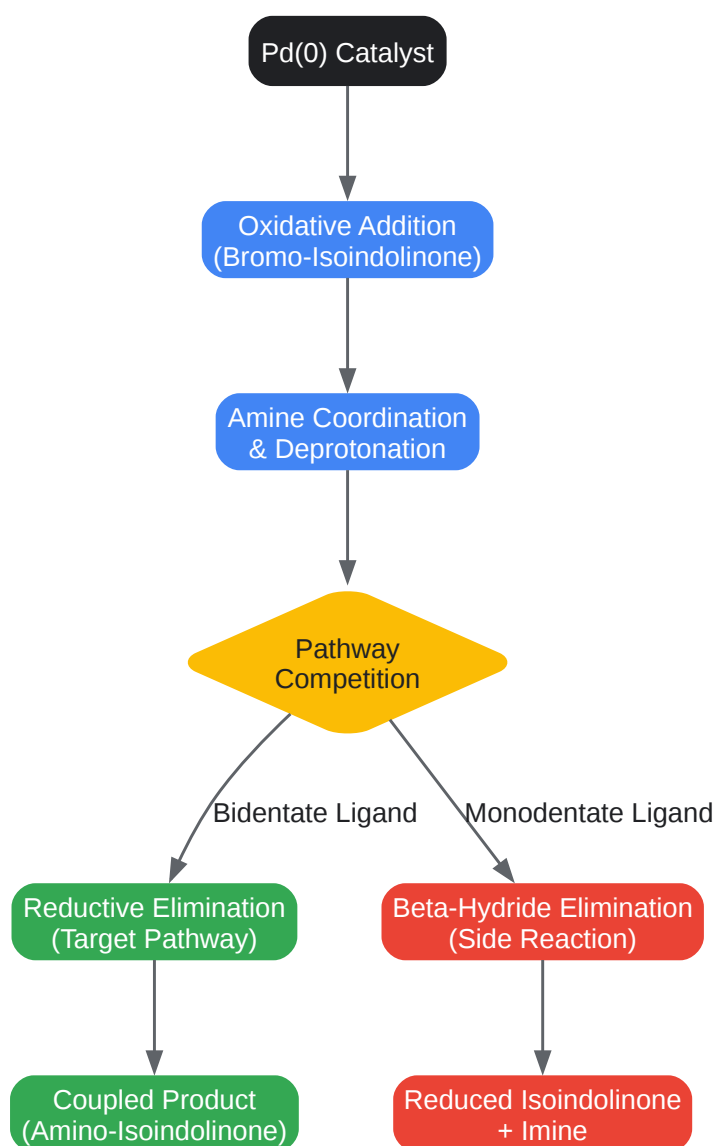 Pd(0) Catalyst
Oxidative Addition
(Bromo-Isoindolinone)
Amine Coordination
& Deprotonation
Pathway
Competition
Bidentate Ligand
Monodentate Ligand
Reductive Elimination
(Target Pathway)
Beta-Hydride Elimination
(Side Reaction)
Coupled Product
(Amino-Isoindolinone)
Reduced Isoindolinone
+ Imine